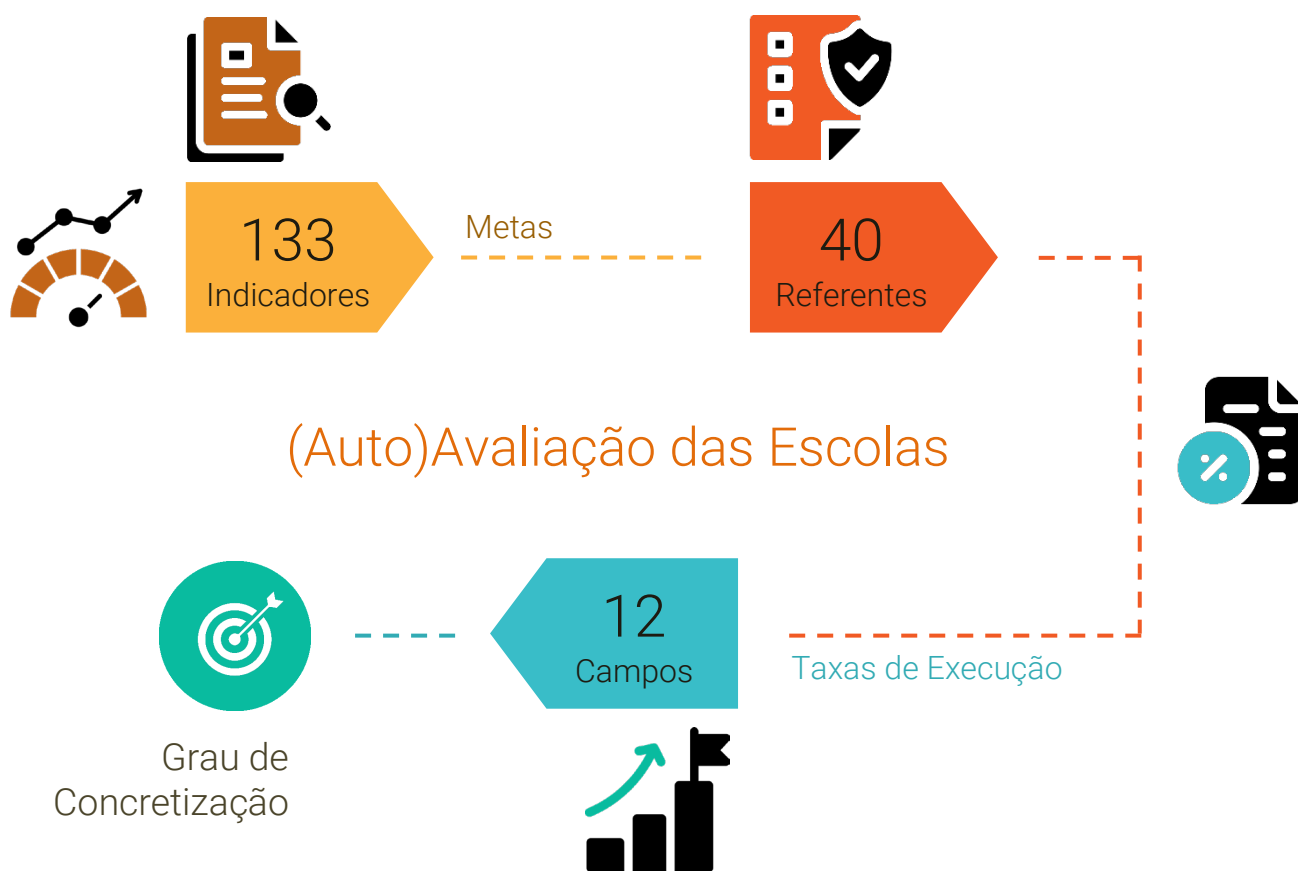 133
Indicadores
Metas
40
Referentes
(Auto)Avaliação das Escolas
12
Campos
Taxas de Execução
Grau de
Concretização